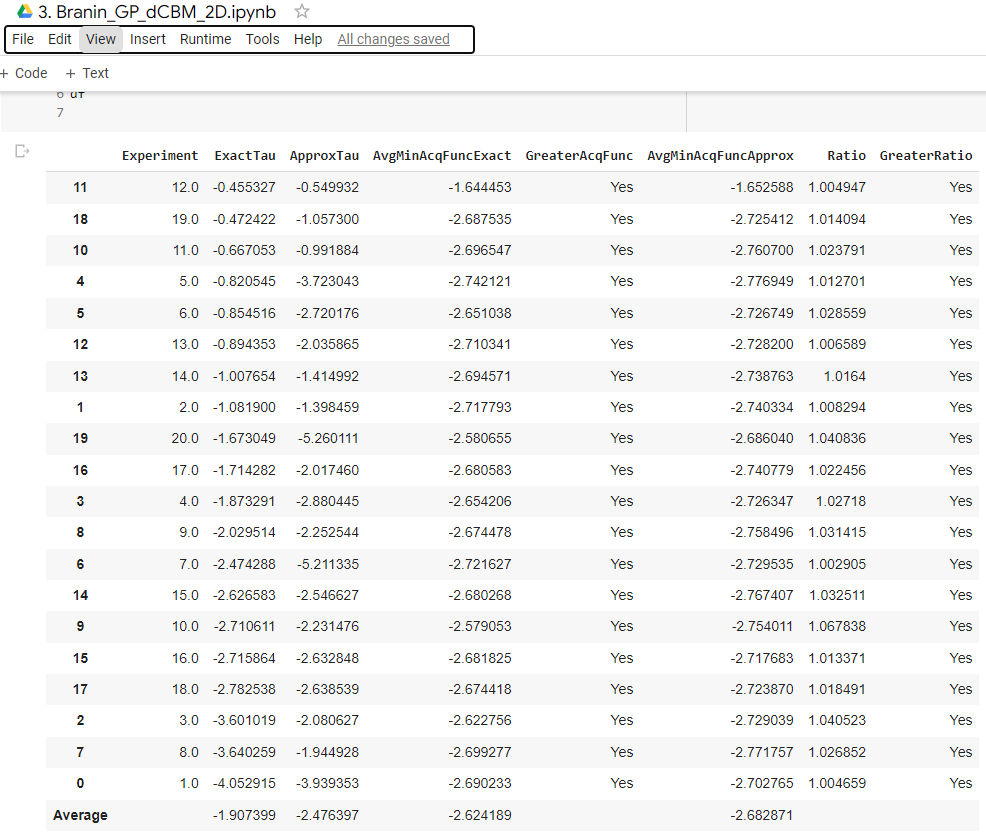 3. Branin_GP_dCBM_2D.ipynb
File Edit View Insert Runtime Tools Help All changes saved
+ Code + Text
6 df
7
Experiment ExactTau ApproxTau AvgMinAcqFuncExact GreaterAcqFunc AvgMinAcqFuncApprox Ratio GreaterRatio
11 12.0 -0.455327 -0.549932 -1.644453 Yes -1.652588 1.004947 Yes
18 19.0 -0.472422 -1.057300 -2.687535 Yes -2.725412 1.014094 Yes
10 11.0 -0.667053 -0.991884 -2.696547 Yes -2.760700 1.023791 Yes
4 5.0 -0.820545 -3.723043 -2.742121 Yes -2.776949 1.012701 Yes
5 6.0 -0.854516 -2.720176 -2.651038 Yes -2.726749 1.028559 Yes
12 13.0 -0.894353 -2.035865 -2.710341 Yes -2.728200 1.006589 Yes
13 14.0 -1.007654 -1.414992 -2.694571 Yes -2.738763 1.0164 Yes
1 2.0 -1.081900 -1.398459 -2.717793 Yes -2.740334 1.008294 Yes
19 20.0 -1.673049 -5.260111 -2.580655 Yes -2.686040 1.040836 Yes
16 17.0 -1.714282 -2.017460 -2.680583 Yes -2.740779 1.022456 Yes
3 4.0 -1.873291 -2.880445 -2.654206 Yes -2.726347 1.02718 Yes
8 9.0 -2.029514 -2.252544 -2.674478 Yes -2.758496 1.031415 Yes
6 7.0 -2.474288 -5.211335 -2.721627 Yes -2.729535 1.002905 Yes
14 15.0 -2.626583 -2.546627 -2.680268 Yes -2.767407 1.032511 Yes
9 10.0 -2.710611 -2.231476 -2.579053 Yes -2.754011 1.067838 Yes
15 16.0 -2.715864 -2.632848 -2.681825 Yes -2.717683 1.013371 Yes
17 18.0 -2.782538 -2.638539 -2.674418 Yes -2.723870 1.018491 Yes
2 3.0 -3.601019 -2.080627 -2.622756 Yes -2.729039 1.040523 Yes
7 8.0 -3.640259 -1.944928 -2.699277 Yes -2.771757 1.026852 Yes
0 1.0 -4.052915 -3.939353 -2.690233 Yes -2.702765 1.004659 Yes
Average -1.907399 -2.476397 -2.624189 -2.682871